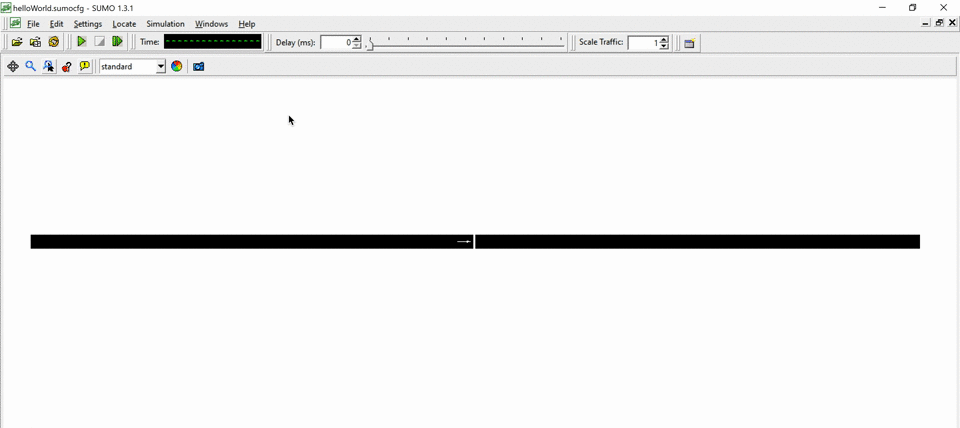 helloWorld.sumocfg - SUMO 1.3.1
File Edit Settings Locate Simulation Windows Help
Time: Delay (ms): 0 Scale Traffic: 1
standard